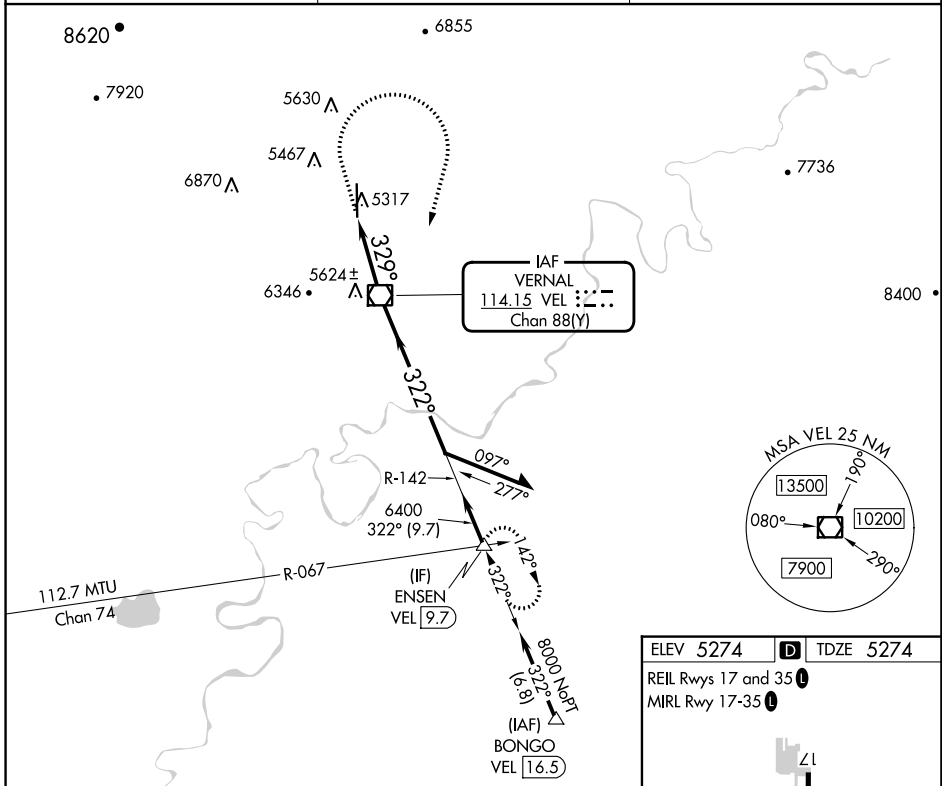 8620
6855
7920
5630
5467
6870
5317
7736
329°
5624±
6346
IAF
VERNAL
114.15 VEL
Chan 88(Y)
8400
322°
097°
277°
R-142
6400
322° (9.7)
142°
R-067
112.7 MTU
Chan 74
(IF)
ENSEN
VEL 9.7
322°
8000 NoPT
322°
(6.8)
(IAF)
BONGO
VEL 16.5
MSA VEL 25 NM
190°
13500
080°
10200
290°
7900
ELEV 5274 D TDZE 5274
REIL Rwys 17 and 35 L
MIRL Rwy 17-35 L
17